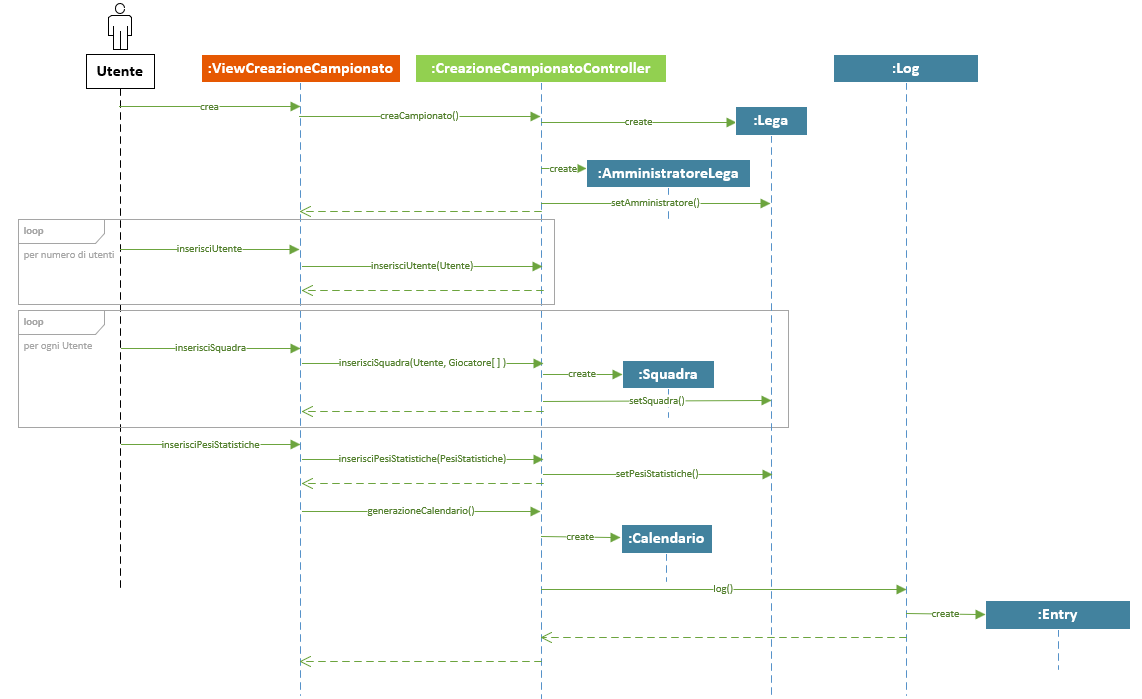 Utente
:ViewCreazioneCampionato
:CreazioneCampionatoController
:Log
crea
creaCampionato()
create
:Lega
create
:AmministratoreLega
setAmministratore()
loop
per numero di utenti
inserisciUtente
inserisciUtente(Utente)
loop
per ogni Utente
inserisciSquadra
inserisciSquadra(Utente, Giocatore[ ] )
create
:Squadra
setSquadra()
inserisciPesiStatistiche
inserisciPesiStatistiche(PesiStatistiche)
setPesiStatistiche()
generazioneCalendario()
create
:Calendario
log()
create
:Entry